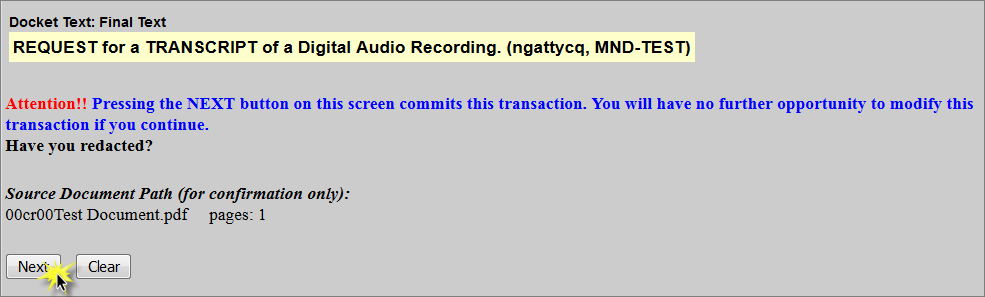 Docket Text: Final Text
REQUEST for a TRANSCRIPT of a Digital Audio Recording. (ngattycq, MND-TEST)
Attention!! Pressing the NEXT button on this screen commits this transaction. You will have no further opportunity to modify this
transaction if you continue.
Have you redacted?
Source Document Path (for confirmation only):
00cr00Test Document.pdf pages: 1
Next Clear